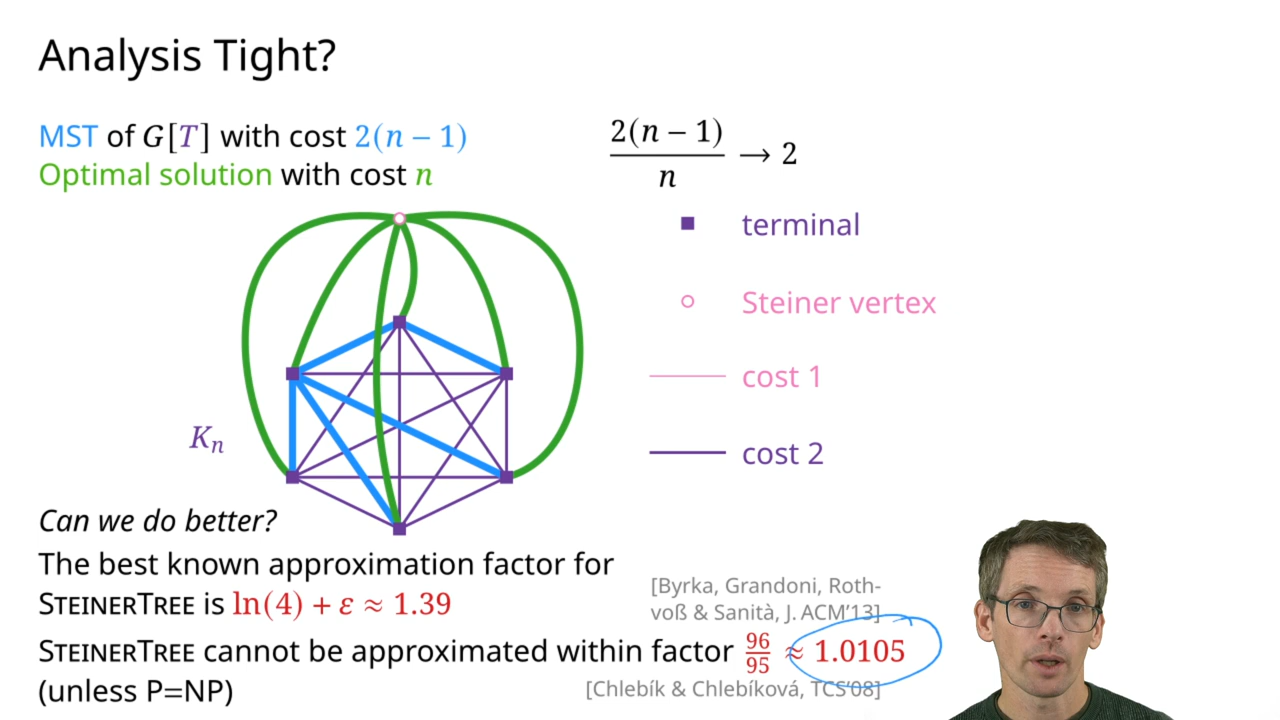 Analysis Tight?
MST of G[T] with cost 2(n − 1)
Optimal solution with cost n
2(n − 1)
n
→ 2
terminal
Steiner vertex
cost 1
cost 2
Kₙ
Can we do better?
The best known approximation factor for
STEINERTREE is ln(4) + ε ≈ 1.39
[Byrka, Grandoni, Roth-
voß & Sanità, J. ACM'13]
STEINERTREE cannot be approximated within factor 96/95 ≈ 1.0105
(unless P=NP)
[Chlebík & Chlebíková, TCS'08]